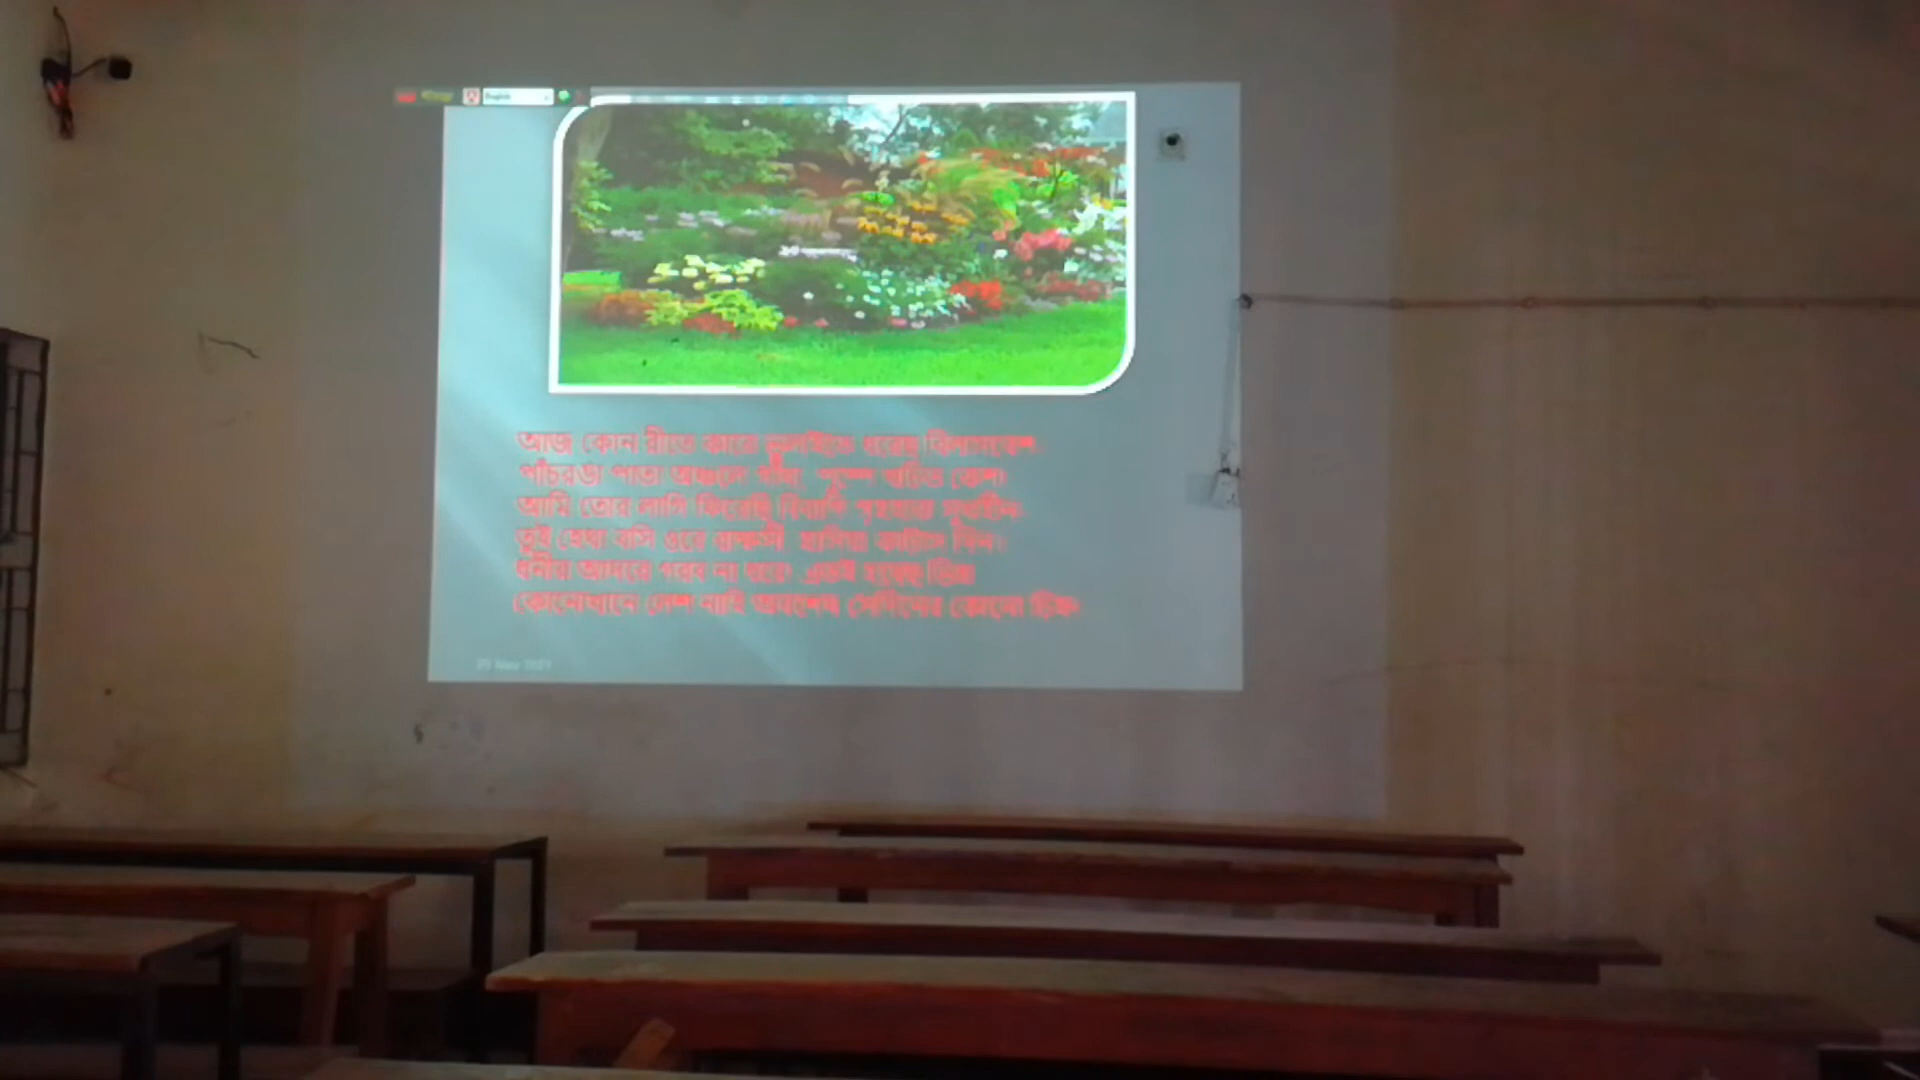 English
আজ কোন রীতে কারে ভুলাইতে ধরেছ বিলাসবেশ-
পাঁচরঙা পাতা অঞ্চলে গাঁথা, পুষ্পে খচিত কেশ!
আমি তোর লাগি ফিরেছি বিবাগি গৃহহারা সুখহীন-
তুই হেথা বসি ওরে রাক্ষসী, হাসিয়া কাটাস দিন!
ধনীর আদরে গরব না ধরে! এতই হয়েছ ভিন্ন
কোনোখানে লেশ নাহি অবশেষ সেদিনের কোনো চিহ্ন!